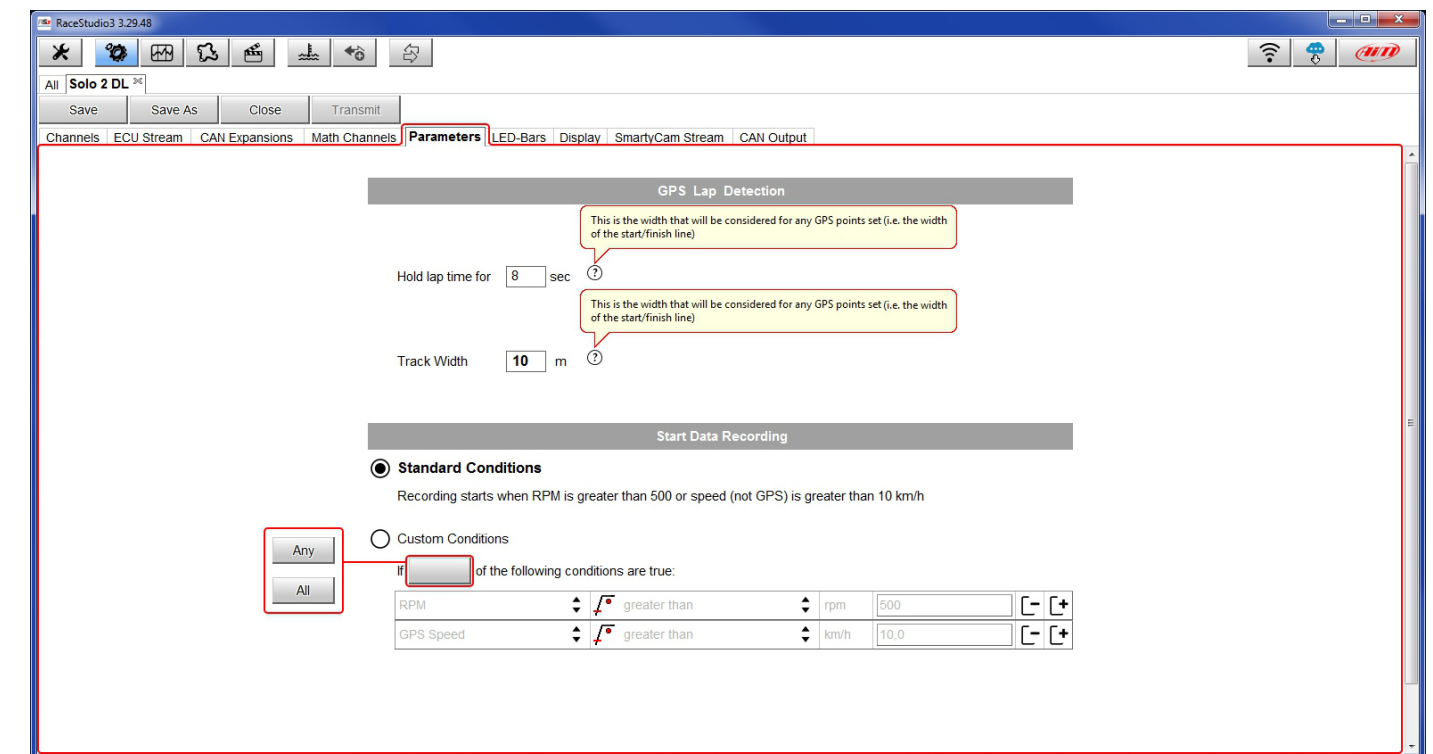 RaceStudio3 3.29.48
AiM
All Solo 2 DL
Save Save As Close Transmit
Channels ECU Stream CAN Expansions Math Channels Parameters LED-Bars Display SmartyCam Stream CAN Output
GPS Lap Detection
This is the width that will be considered for any GPS points set (i.e. the width
of the start/finish line)
Hold lap time for 8 sec ?
This is the width that will be considered for any GPS points set (i.e. the width
of the start/finish line)
Track Width 10 m ?
Start Data Recording
Standard Conditions
Recording starts when RPM is greater than 500 or speed (not GPS) is greater than 10 km/h
Custom Conditions
Any
If of the following conditions are true:
All
RPM greater than rpm 500
GPS Speed greater than km/h 10,0